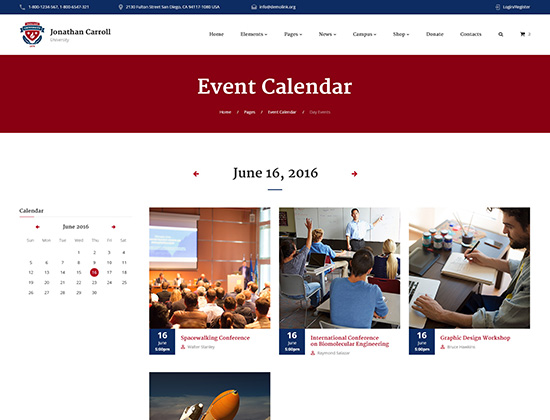 1-800-1234-567, 1-800-6547-321
2130 Fulton Street San Diego, CA 94117-1080 USA
info@demolink.org
Login/Register
Jonathan Carroll
University
Home Elements Pages News Campus Shop Donate Contacts
0
Event Calendar
Home / Pages / Event Calendar / Day Events
June 16, 2016
Calendar
June 2016
Sun Mon Tue Wed Thu Fri Sat
1 2 3 4
5 6 7 8 9 10 11
12 13 14 15 16 17 18
19 20 21 22 23 24 25
26 27 28 29 30
16
June
5:00pm
Spacewalking Conference
Walter Stanley
16
June
5:00pm
International Conference
on Biomolecular Engineering
Raymond Salazar
16
June
5:00pm
Graphic Design Workshop
Bruce Hawkins